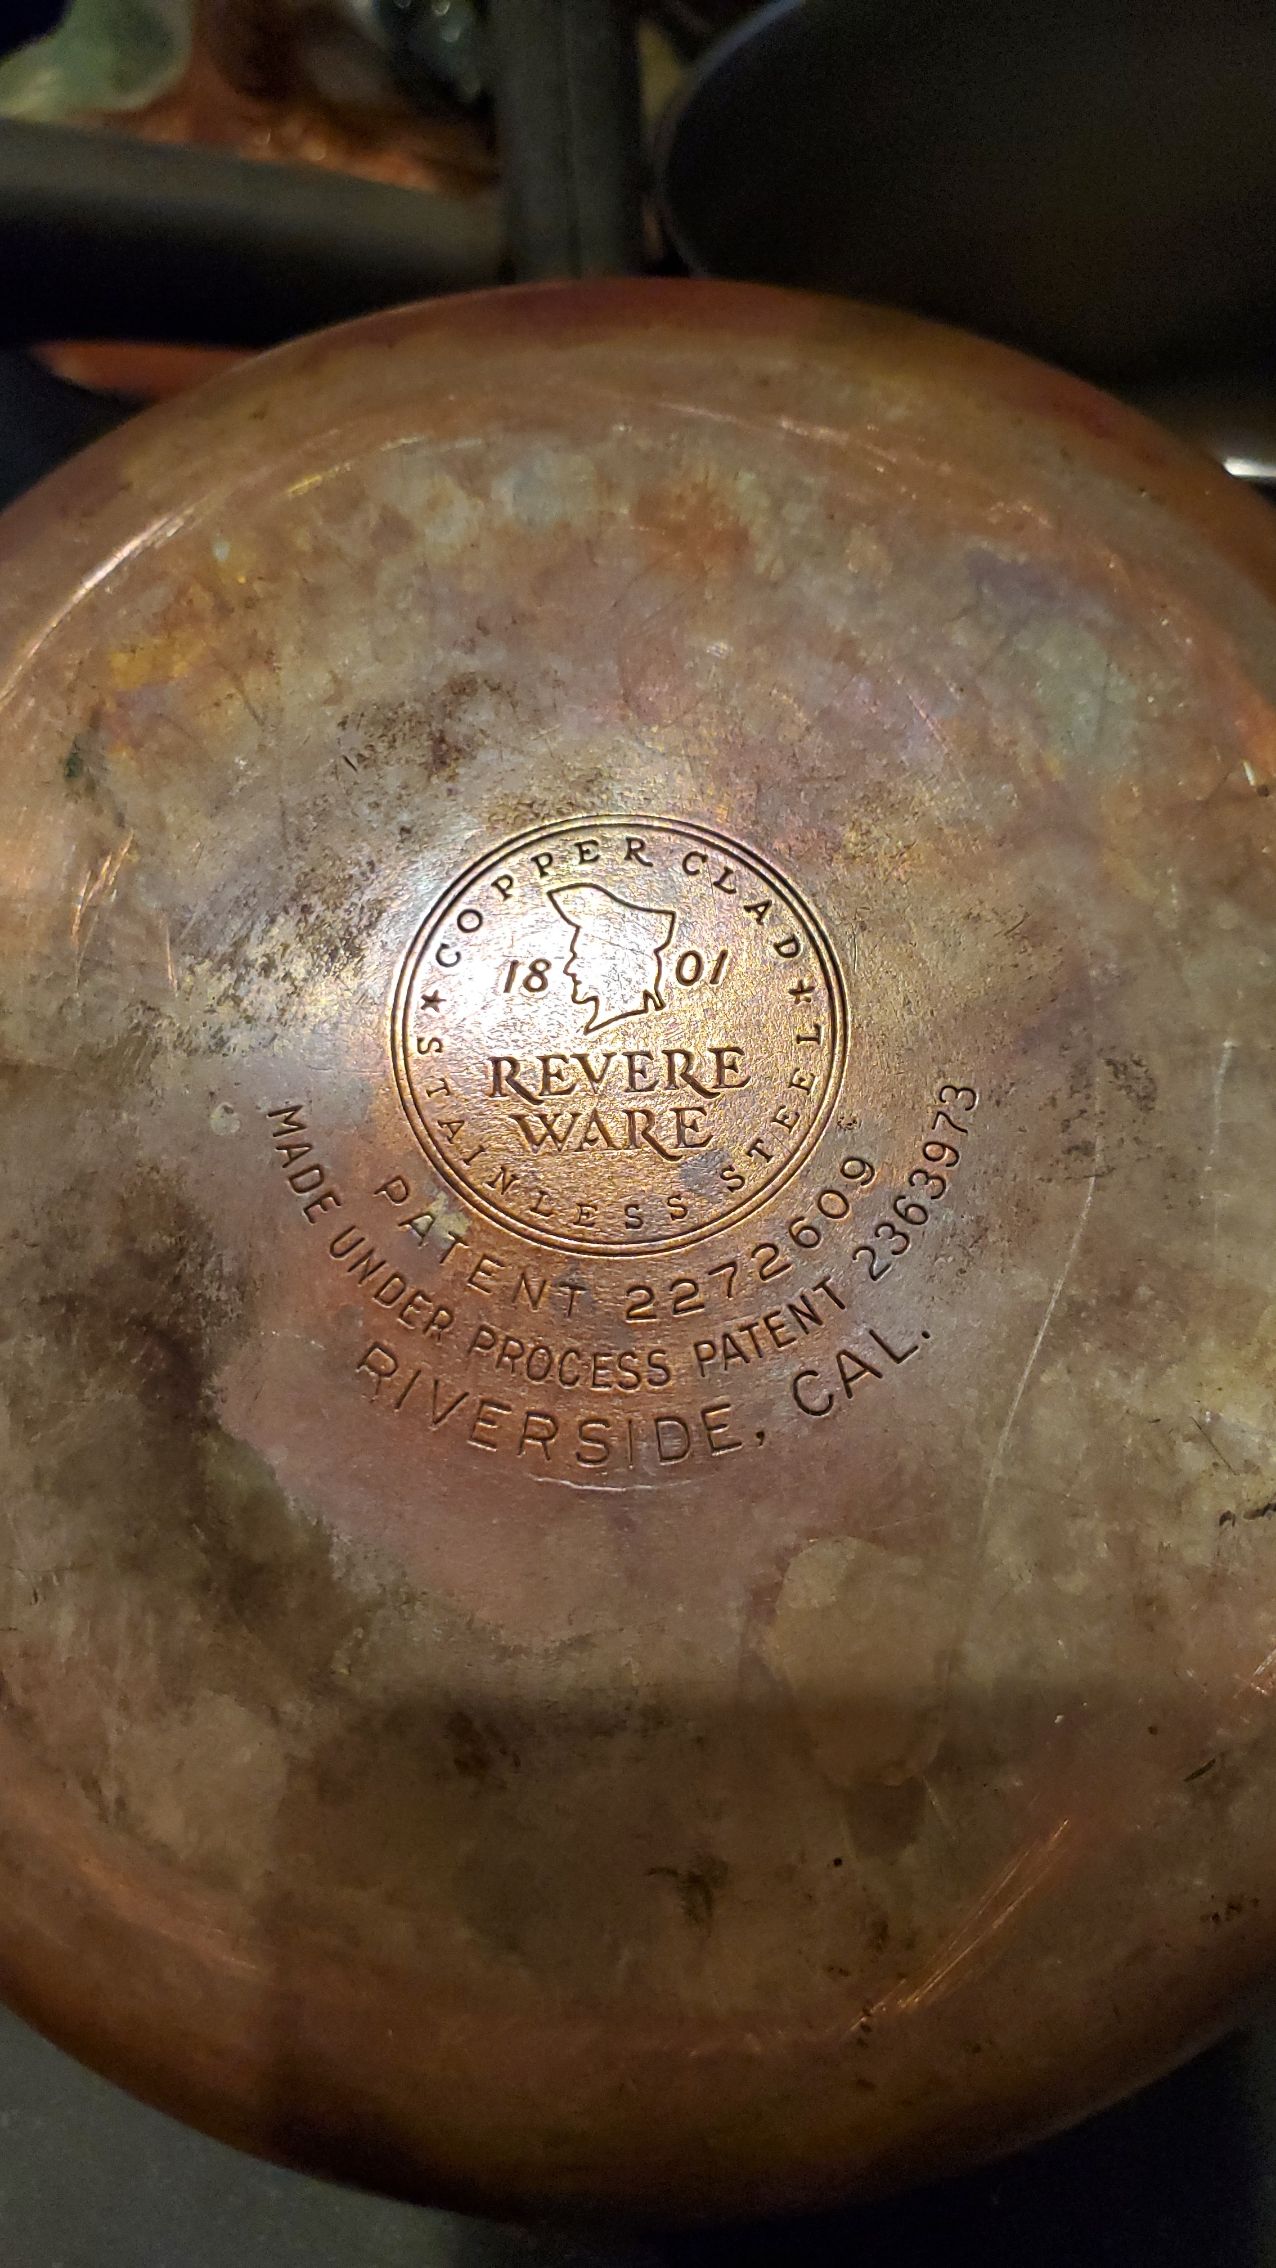 COPPER CLAD
18 01
REVERE
WARE
STAINLESS STEEL
PATENT 2272609
MADE UNDER PROCESS PATENT 2363973
RIVERSIDE, CAL.